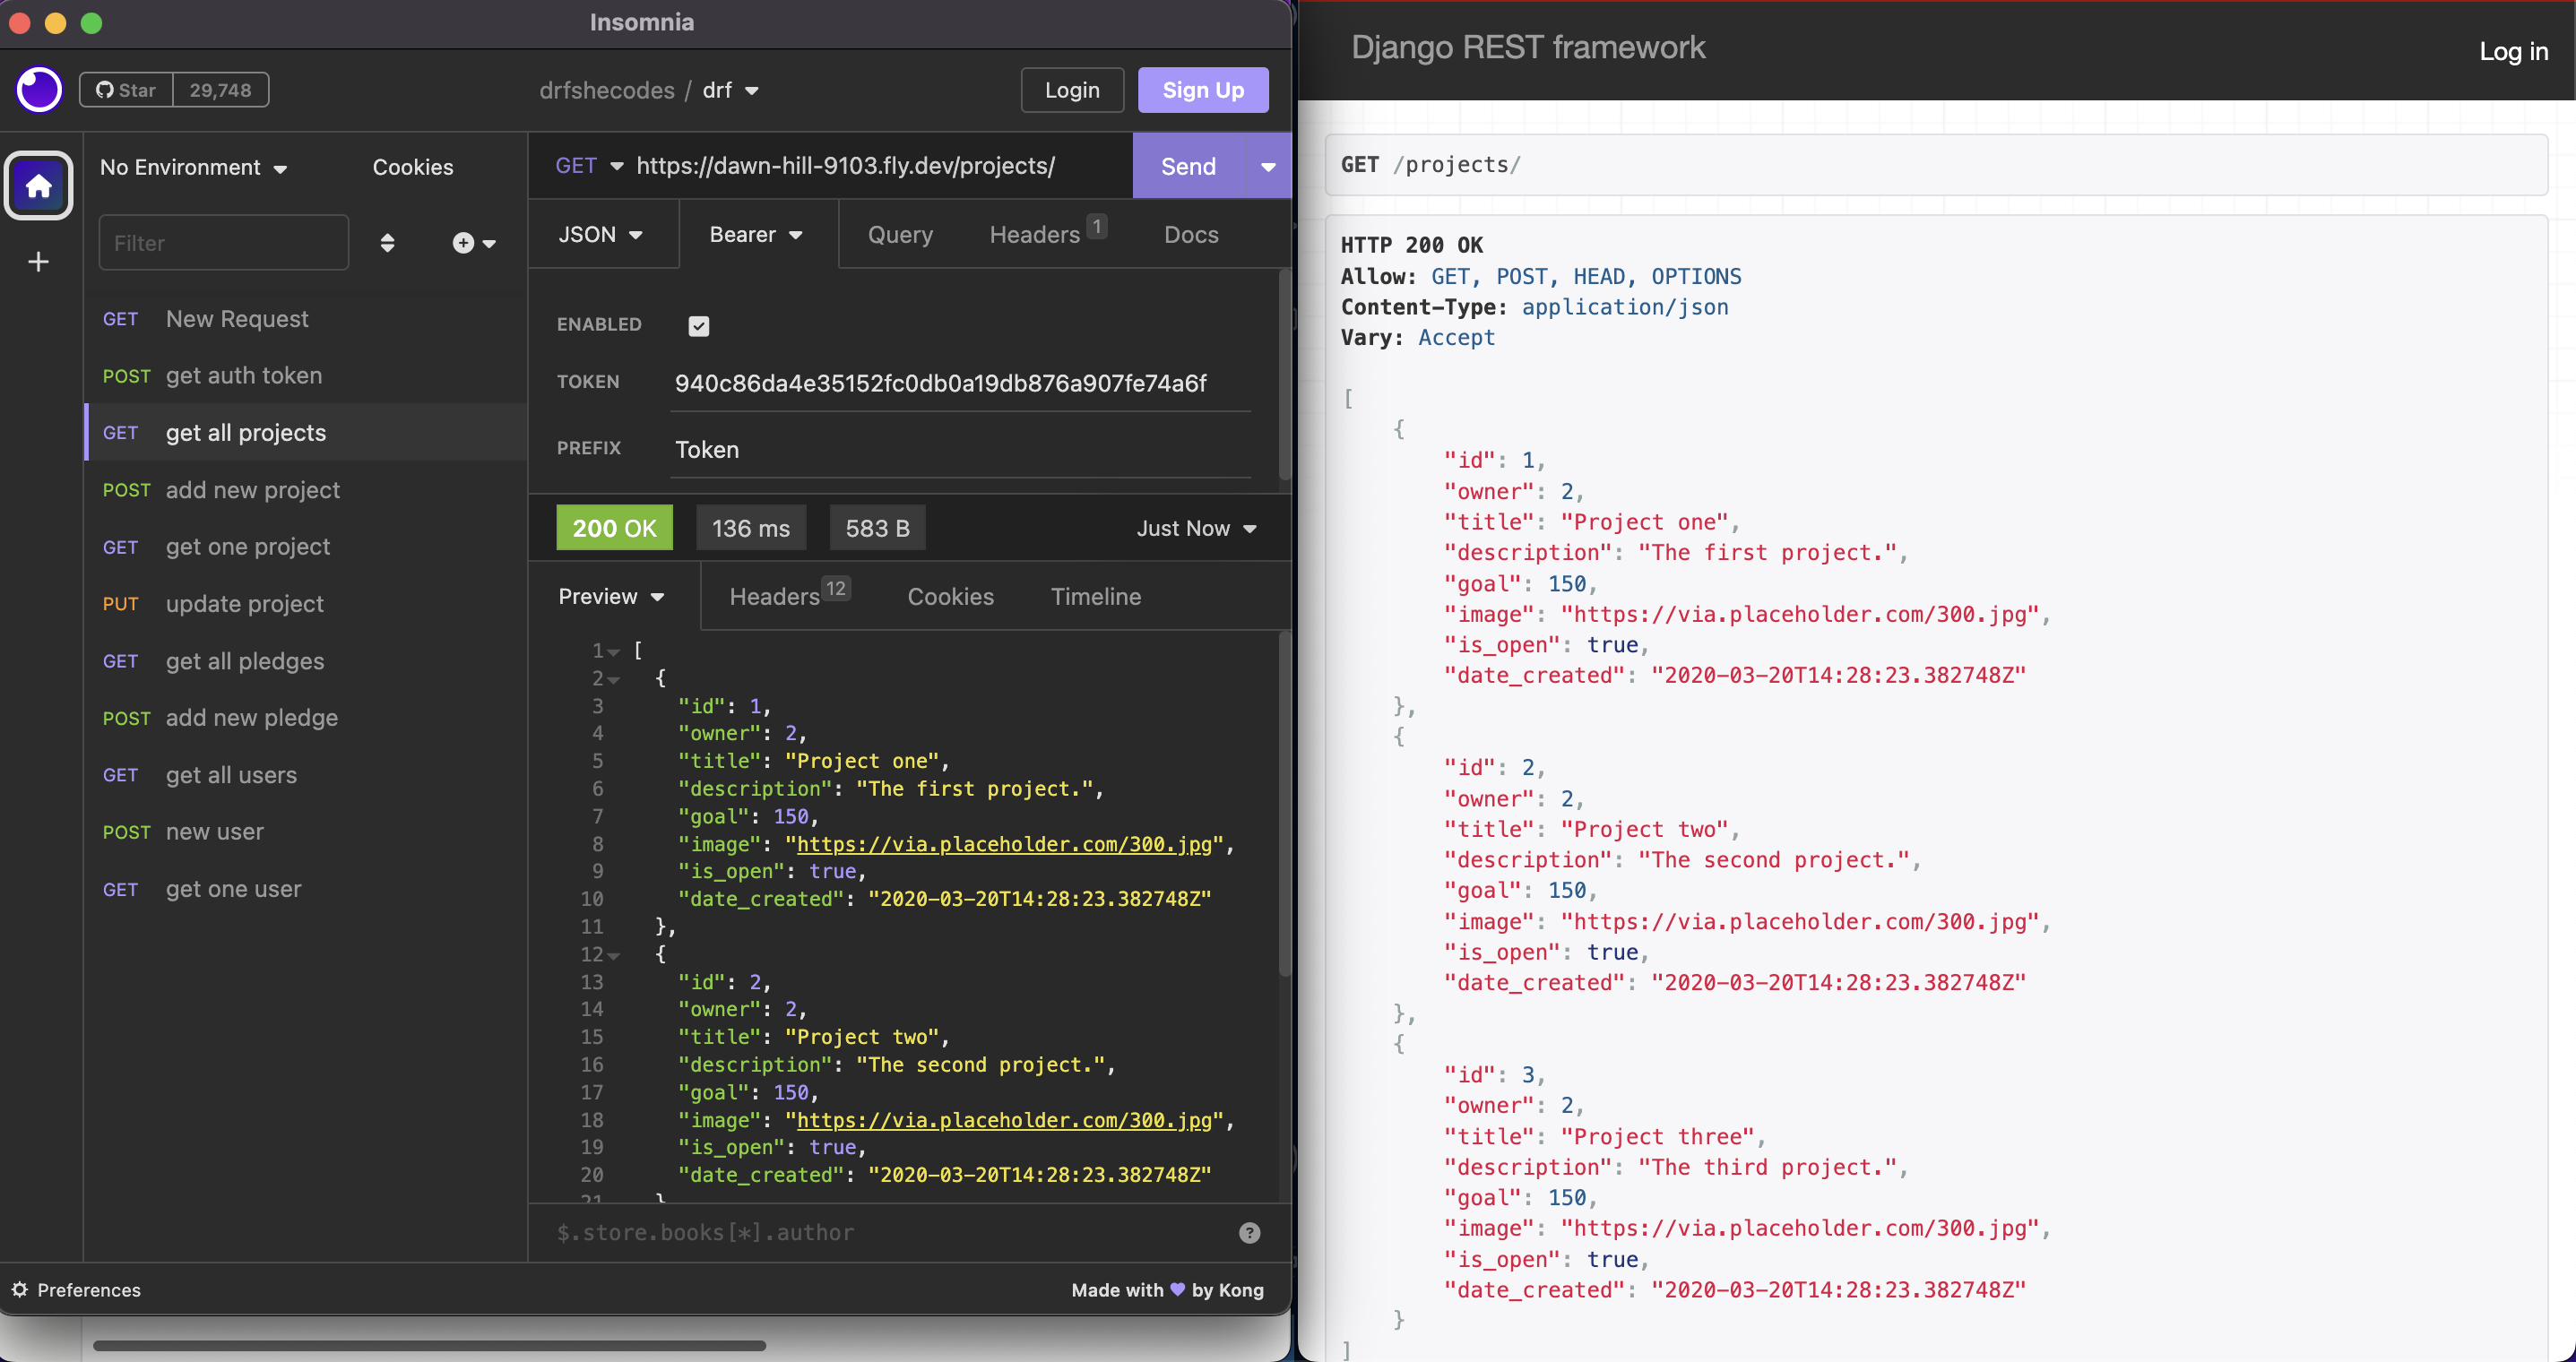 Insomnia
Star 29,748
drfshecodes / drf
Login
Sign Up
No Environment
Cookies
Filter
GET New Request
POST get auth token
GET get all projects
POST add new project
GET get one project
PUT update project
GET get all pledges
POST add new pledge
GET get all users
POST new user
GET get one user
GET https://dawn-hill-9103.fly.dev/projects/
Send
JSON Bearer Query Headers 1 Docs
ENABLED
TOKEN 940c86da4e35152fc0db0a19db876a907fe74a6f
PREFIX Token
200 OK 136 ms 583 B Just Now
Preview Headers 12 Cookies Timeline
1 [
2 {
3 "id": 1,
4 "owner": 2,
5 "title": "Project one",
6 "description": "The first project.",
7 "goal": 150,
8 "image": "https://via.placeholder.com/300.jpg",
9 "is_open": true,
10 "date_created": "2020-03-20T14:28:23.382748Z"
11 },
12 {
13 "id": 2,
14 "owner": 2,
15 "title": "Project two",
16 "description": "The second project.",
17 "goal": 150,
18 "image": "https://via.placeholder.com/300.jpg",
19 "is_open": true,
20 "date_created": "2020-03-20T14:28:23.382748Z"
21 }
$.store.books[*].author
?
Preferences
Made with ♥ by Kong
Django REST framework
Log in
GET /projects/
HTTP 200 OK
Allow: GET, POST, HEAD, OPTIONS
Content-Type: application/json
Vary: Accept
[
{
"id": 1,
"owner": 2,
"title": "Project one",
"description": "The first project.",
"goal": 150,
"image": "https://via.placeholder.com/300.jpg",
"is_open": true,
"date_created": "2020-03-20T14:28:23.382748Z"
},
{
"id": 2,
"owner": 2,
"title": "Project two",
"description": "The second project.",
"goal": 150,
"image": "https://via.placeholder.com/300.jpg",
"is_open": true,
"date_created": "2020-03-20T14:28:23.382748Z"
},
{
"id": 3,
"owner": 2,
"title": "Project three",
"description": "The third project.",
"goal": 150,
"image": "https://via.placeholder.com/300.jpg",
"is_open": true,
"date_created": "2020-03-20T14:28:23.382748Z"
}
]